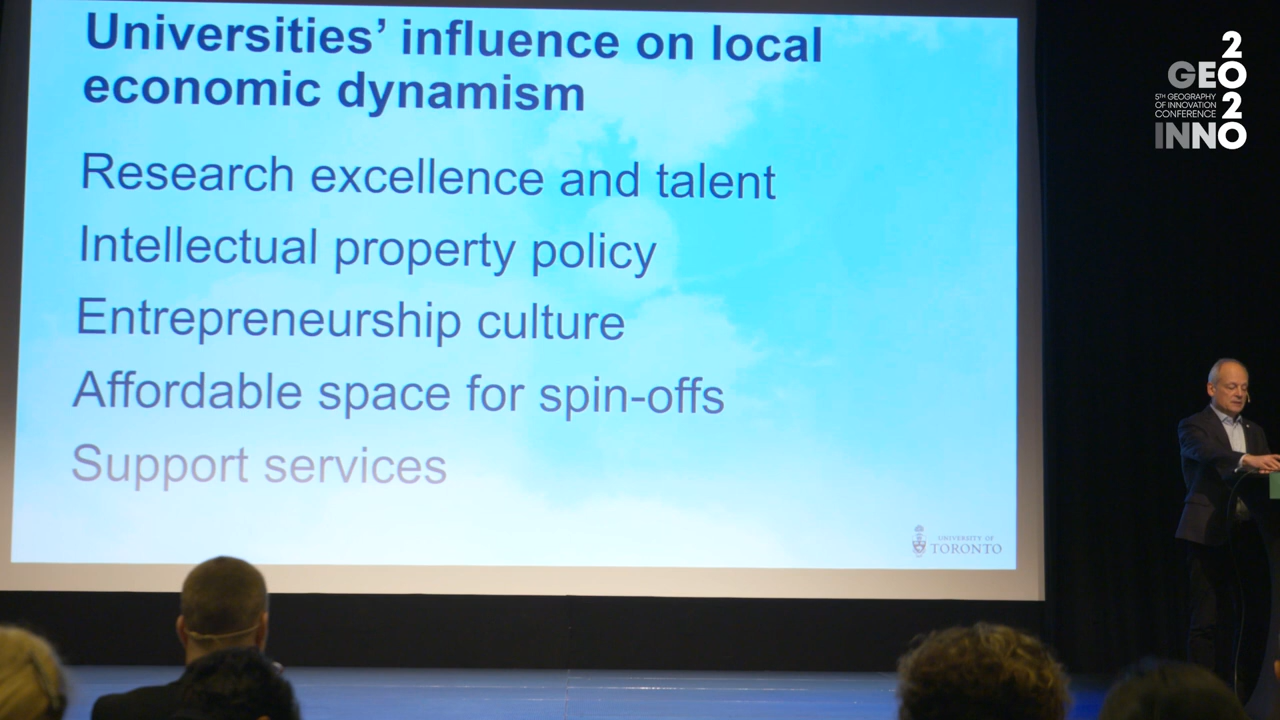 Universities’ influence on local
economic dynamism
Research excellence and talent
Intellectual property policy
Entrepreneurship culture
Affordable space for spin-offs
Support services
UNIVERSITY OF
TORONTO
2
GEO
5TH GEOGRAPHY
OF INNOVATION
CONFERENCE
2
INNO